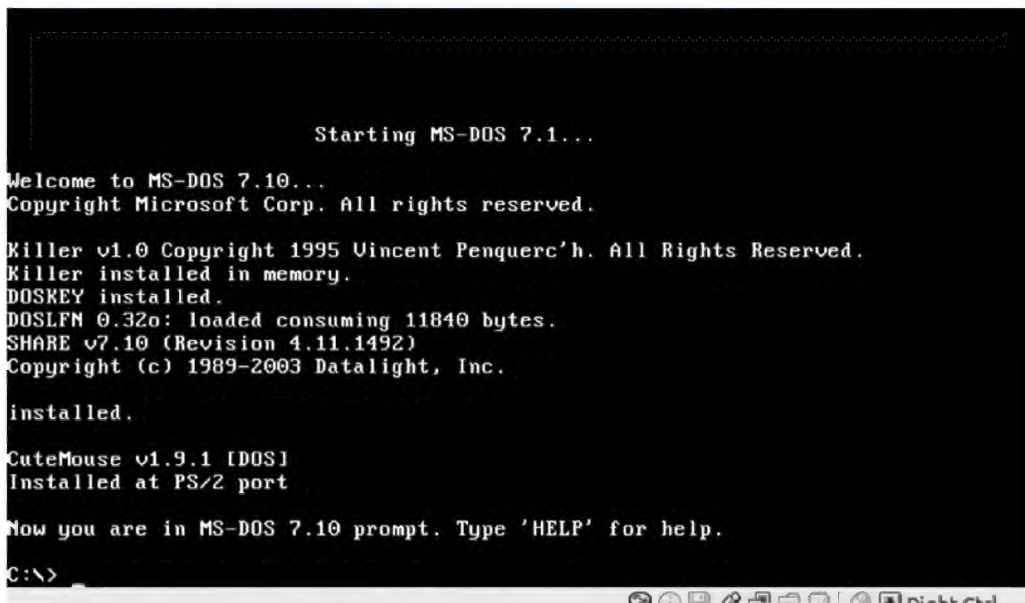 Starting MS-DOS 7.1...
Welcome to MS-DOS 7.10...
Copyright Microsoft Corp. All rights reserved.
Killer v1.0 Copyright 1995 Vincent Penquerc'h. All Rights Reserved.
Killer installed in memory.
DOSKEY installed.
DOSLFN 0.32o: loaded consuming 11840 bytes.
SHARE v7.10 (Revision 4.11.1492)
Copyright (c) 1989-2003 Datalight, Inc.
installed.
CuteMouse v1.9.1 [DOS]
Installed at PS/2 port
Now you are in MS-DOS 7.10 prompt. Type 'HELP' for help.
C:\>_
Right Ctrl